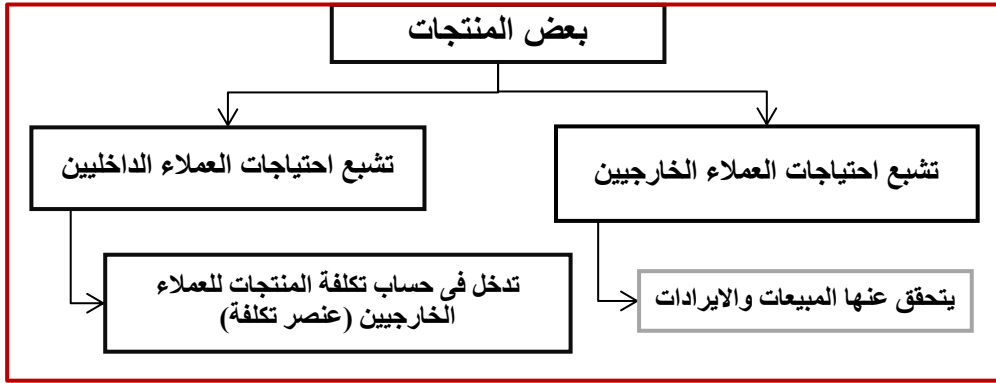 بعض المنتجات
تشبع احتياجات العملاء الخارجيين
تشبع احتياجات العملاء الداخليين
يتحقق عنها المبيعات والايرادات
تدخل فى حساب تكلفة المنتجات للعملاء
الخارجيين (عنصر تكلفة)